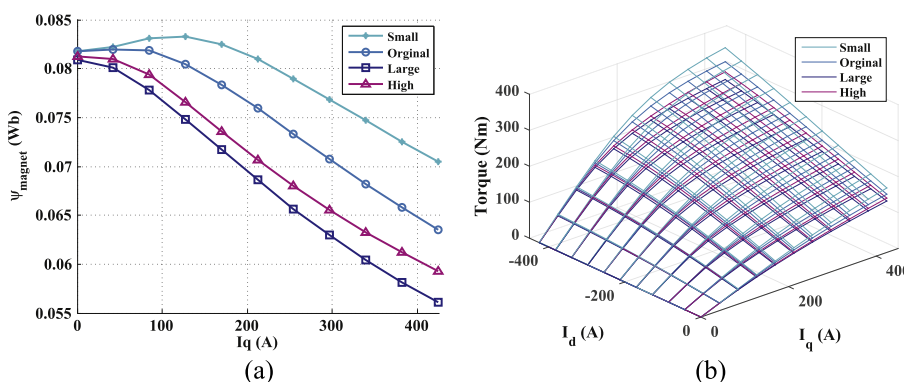 0.085
0.08
0.075
0.07
0.065
0.06
0.055
ψmagnet (Wb)
0 100 200 300 400
Iq (A)
Small
Orginal
Large
High
(a)
400
300
200
100
0
Torque (Nm)
-400
-200
0
I_d (A)
0
200
400
I_q (A)
Small
Orginal
Large
High
(b)